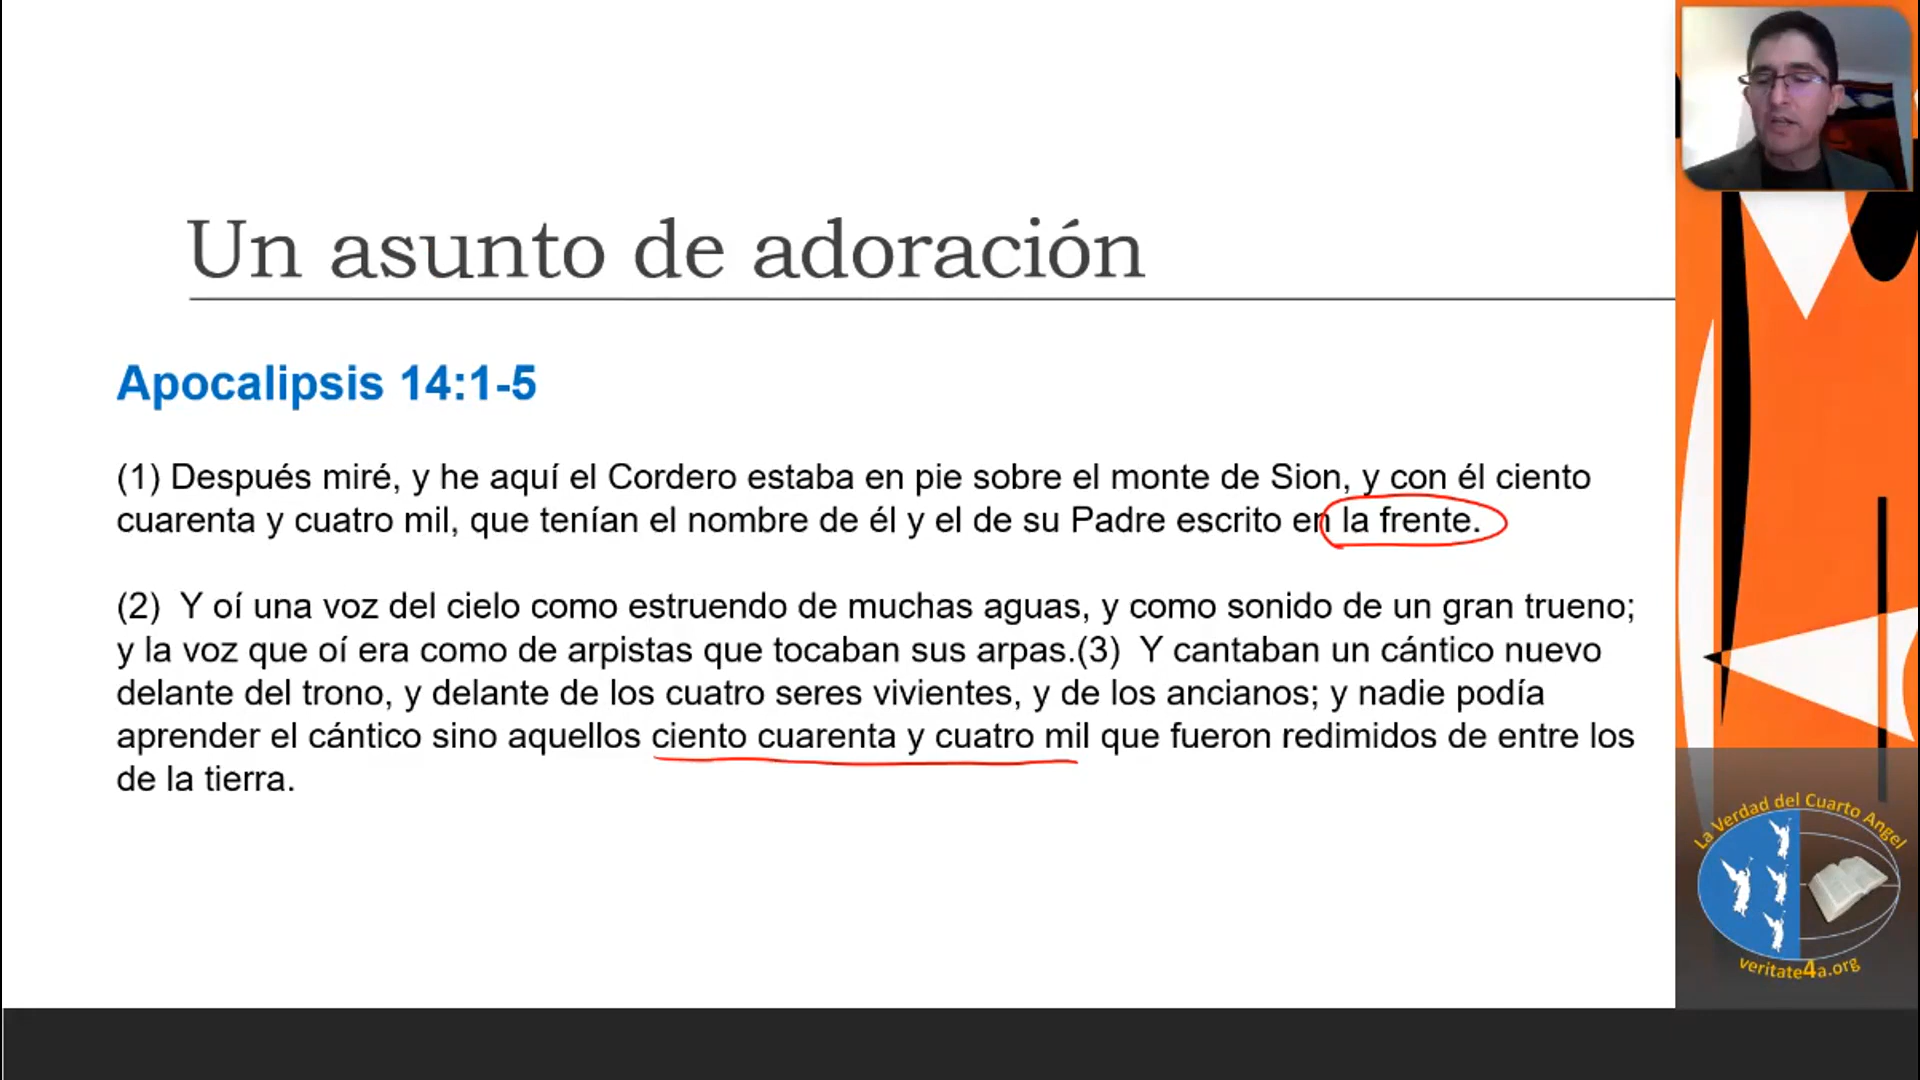 Un asunto de adoración
Apocalipsis 14:1-5
(1) Después miré, y he aquí el Cordero estaba en pie sobre el monte de Sion, y con él ciento
cuarenta y cuatro mil, que tenían el nombre de él y el de su Padre escrito en la frente.
(2)  Y oí una voz del cielo como estruendo de muchas aguas, y como sonido de un gran trueno;
y la voz que oí era como de arpistas que tocaban sus arpas.(3)  Y cantaban un cántico nuevo
delante del trono, y delante de los cuatro seres vivientes, y de los ancianos; y nadie podía
aprender el cántico sino aquellos ciento cuarenta y cuatro mil que fueron redimidos de entre los
de la tierra.
La Verdad del Cuarto Angel
veritate4a.org